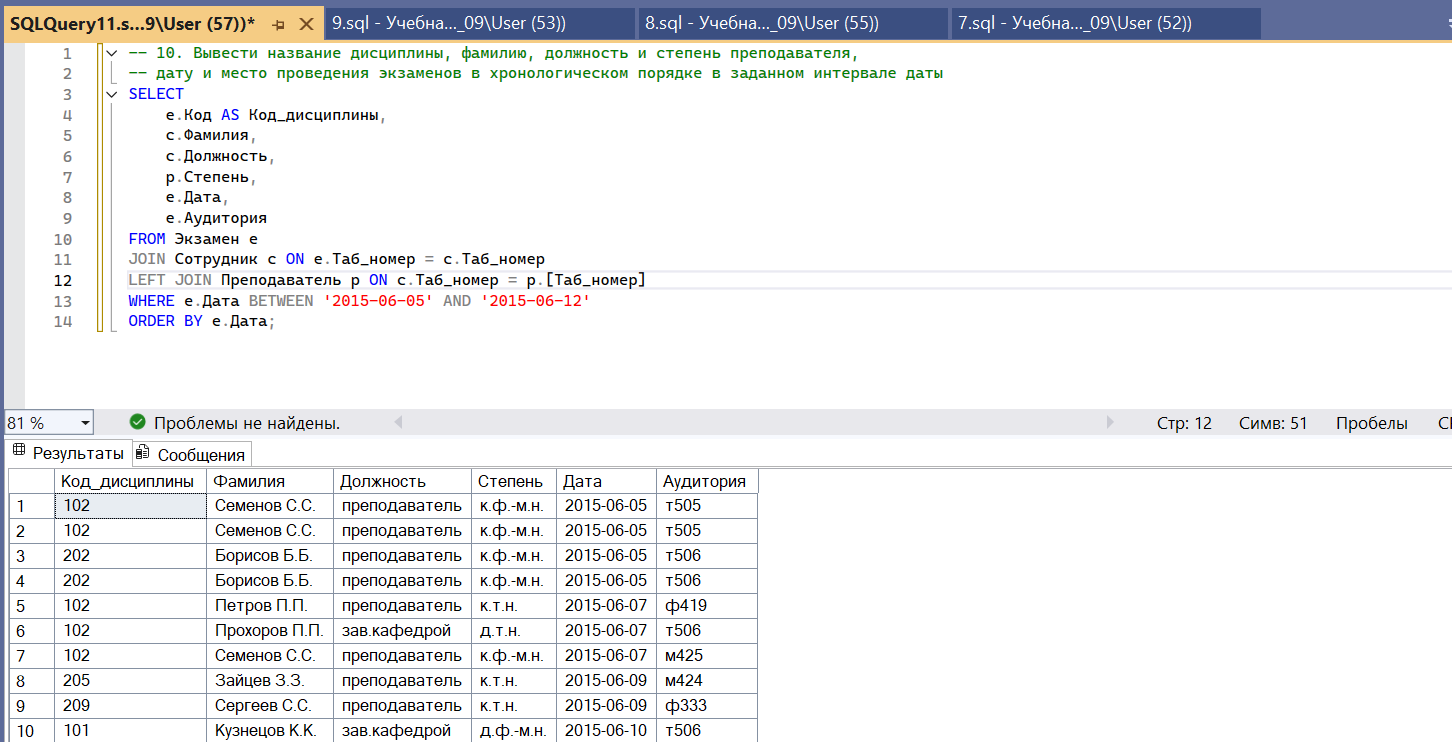 SQLQuery11.s...9\User (57))*
9.sql - Учебна..._09\User (53))
8.sql - Учебна..._09\User (55))
7.sql - Учебна..._09\User (52))
1 -- 10. Вывести название дисциплины, фамилию, должность и степень преподавателя,
2 -- дату и место проведения экзаменов в хронологическом порядке в заданном интервале даты
3 SELECT
4 e.Код AS Код_дисциплины,
5 с.Фамилия,
6 с.Должность,
7 p.Степень,
8 e.Дата,
9 e.Аудитория
10 FROM Экзамен e
11 JOIN Сотрудник с ON e.Таб_номер = с.Таб_номер
12 LEFT JOIN Преподаватель p ON с.Таб_номер = p.[Таб_номер]
13 WHERE e.Дата BETWEEN '2015-06-05' AND '2015-06-12'
14 ORDER BY e.Дата;
81 % Проблемы не найдены. Стр: 12 Симв: 51 Пробелы
Результаты Сообщения
Код_дисциплины Фамилия Должность Степень Дата Аудитория
1 102 Семенов С.С. преподаватель к.ф.-м.н. 2015-06-05 т505
2 102 Семенов С.С. преподаватель к.ф.-м.н. 2015-06-05 т505
3 202 Борисов Б.Б. преподаватель к.ф.-м.н. 2015-06-05 т506
4 202 Борисов Б.Б. преподаватель к.ф.-м.н. 2015-06-05 т506
5 102 Петров П.П. преподаватель к.т.н. 2015-06-07 ф419
6 102 Прохоров П.П. зав.кафедрой д.т.н. 2015-06-07 т506
7 102 Семенов С.С. преподаватель к.ф.-м.н. 2015-06-07 м425
8 205 Зайцев З.З. преподаватель к.т.н. 2015-06-09 м424
9 209 Сергеев С.С. преподаватель к.т.н. 2015-06-09 ф333
10 101 Кузнецов К.К. зав.кафедрой д.ф.-м.н. 2015-06-10 т506